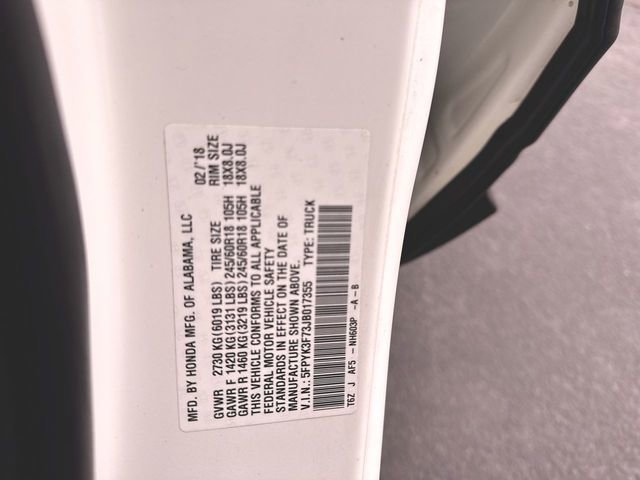 MFD. BY HONDA MFG. OF ALABAMA, LLC 02/'18
GVWR 2730 KG(6019 LBS) TIRE SIZE RIM SIZE
GAWR F 1420 KG(3131 LBS) 245/60R18 105H 18X8.0J
GAWR R 1460 KG(3219 LBS) 245/60R18 105H 18X8.0J
THIS VEHICLE CONFORMS TO ALL APPLICABLE
FEDERAL MOTOR VEHICLE SAFETY
STANDARDS IN EFFECT ON THE DATE OF
MANUFACTURE SHOWN ABOVE.
V.I.N.: 5FPYK3F73JB017355 TYPE: TRUCK
T6Z J AF5 -NH603P -A -B